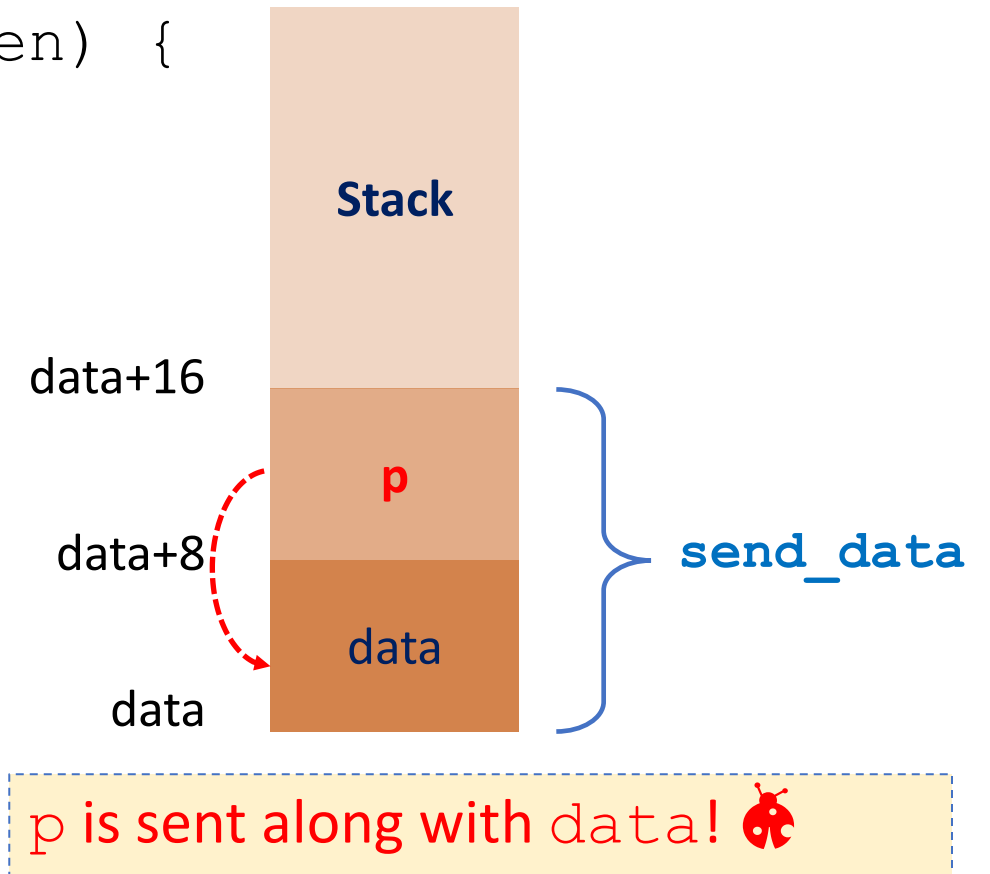 en) {
Stack
data+16
p
data+8
send_data
data
data
p is sent along with data!